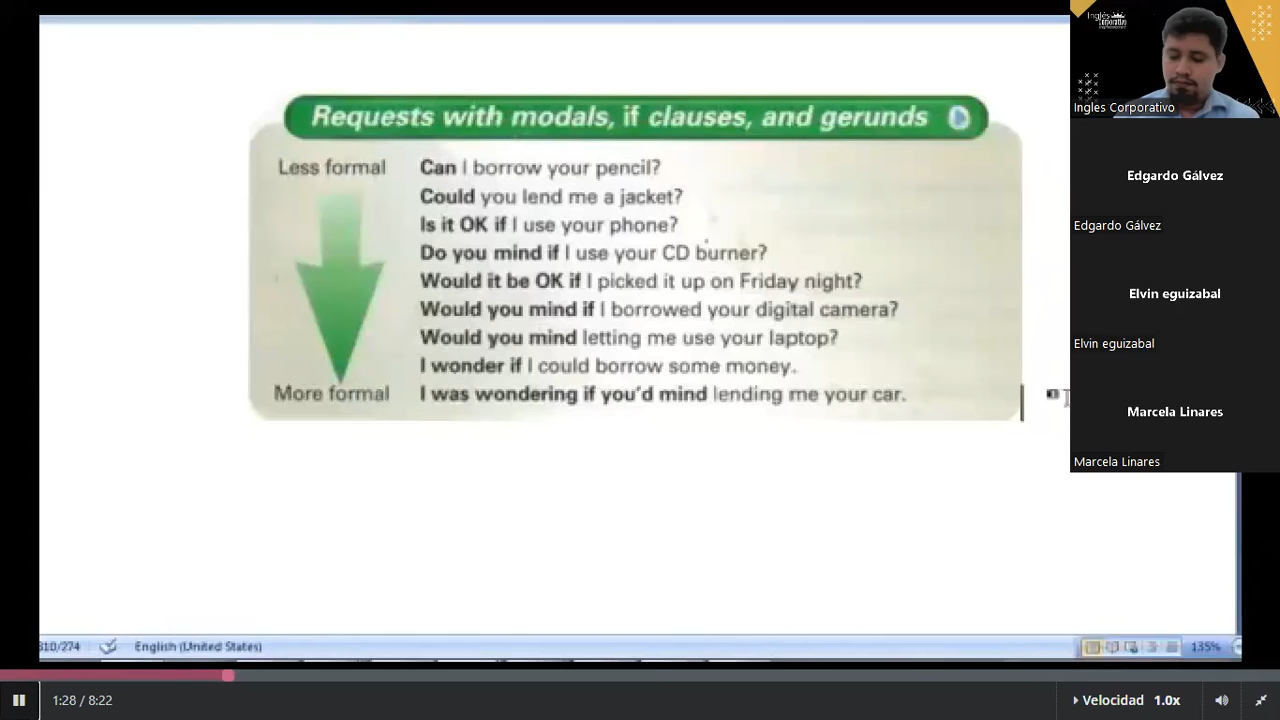 Requests with modals, if clauses, and gerunds
Less formal
Can I borrow your pencil?
Could you lend me a jacket?
Is it OK if I use your phone?
Do you mind if I use your CD burner?
Would it be OK if I picked it up on Friday night?
Would you mind if I borrowed your digital camera?
Would you mind letting me use your laptop?
I wonder if I could borrow some money.
More formal
I was wondering if you'd mind lending me your car.
Inglés
Corporativo
Ingles Corporativo
Edgardo Gálvez
Edgardo Gálvez
Elvin eguizabal
Elvin eguizabal
Marcela Linares
Marcela Linares
310/274
English (United States)
135%
1:28 / 8:22
Velocidad 1.0x